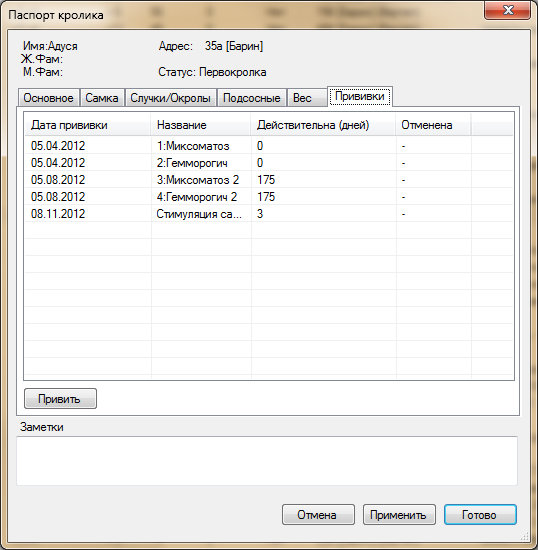 Паспорт кролика
Имя:Адуся Адрес: 35а [Барин]
Ж.Фам:
М.Фам: Статус: Первокролка
Основное Самка Случки/Окролы Подсосные Вес Прививки
Дата прививки Название Действительна (дней) Отменена
05.04.2012 1:Миксоматоз 0 -
05.04.2012 2:Гемморогич 0 -
05.08.2012 3:Миксоматоз 2 175 -
05.08.2012 4:Гемморогич 2 175 -
08.11.2012 Стимуляция са... 3 -
Привить
Заметки
Отмена Применить Готово